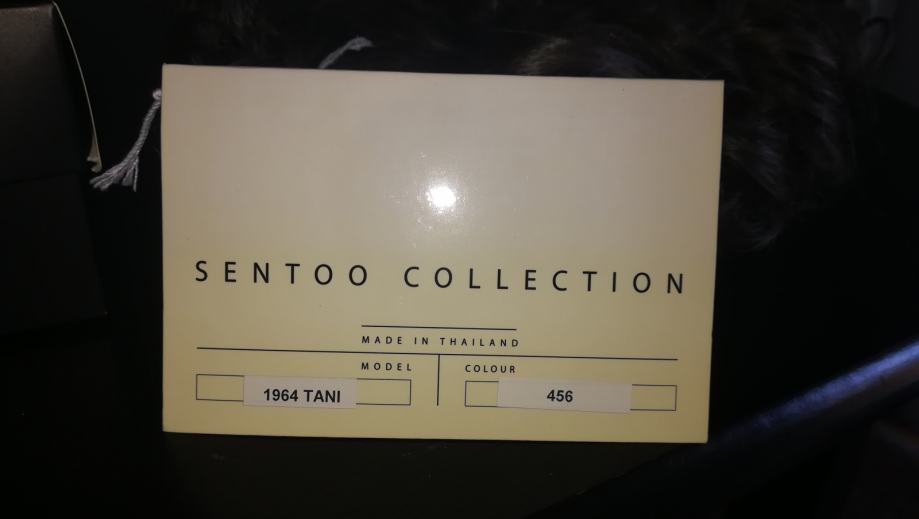 SENTOO COLLECTION
MADE IN THAILAND
MODEL COLOUR
1964 TANI 456